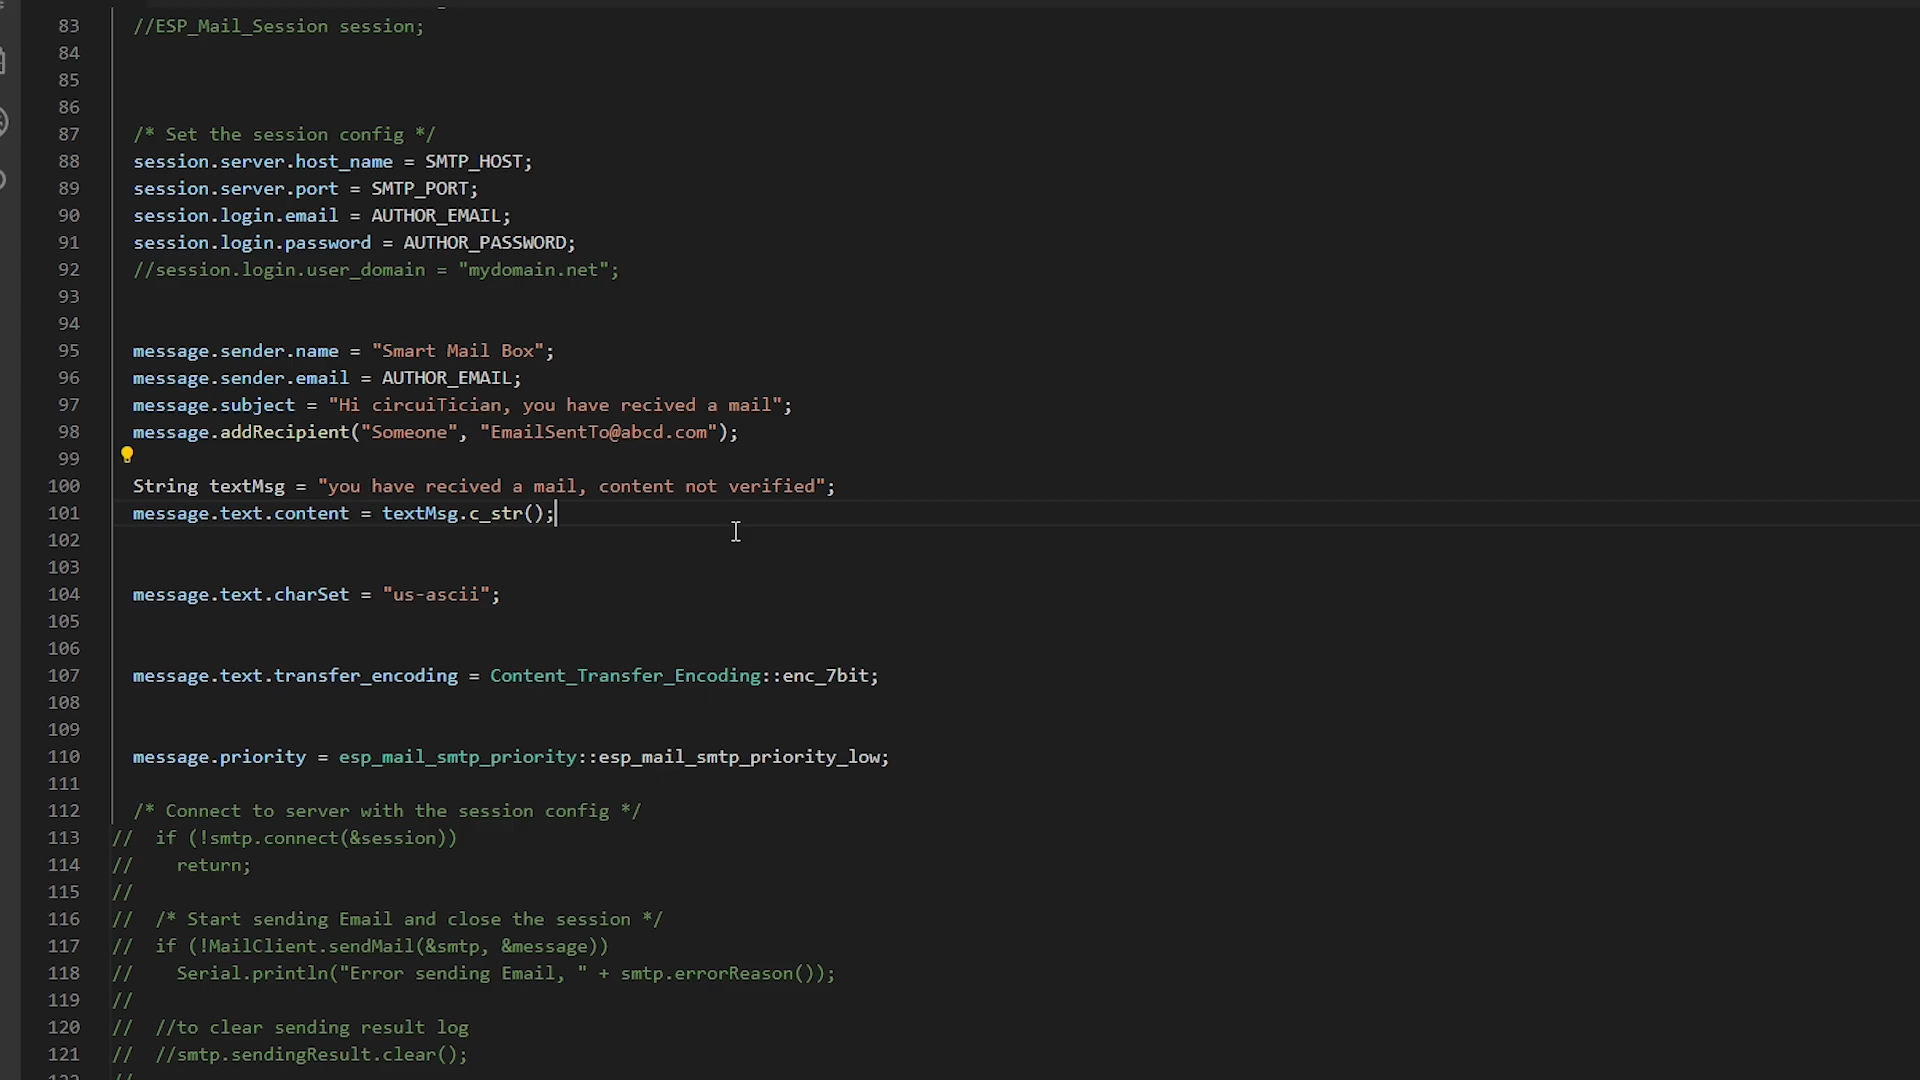 83 //ESP_Mail_Session session;
84
85
86
87 /* Set the session config */
88 session.server.host_name = SMTP_HOST;
89 session.server.port = SMTP_PORT;
90 session.login.email = AUTHOR_EMAIL;
91 session.login.password = AUTHOR_PASSWORD;
92 //session.login.user_domain = "mydomain.net";
93
94
95 message.sender.name = "Smart Mail Box";
96 message.sender.email = AUTHOR_EMAIL;
97 message.subject = "Hi circuiTician, you have recived a mail";
98 message.addRecipient("Someone", "EmailSentTo@abcd.com");
99
100 String textMsg = "you have recived a mail, content not verified";
101 message.text.content = textMsg.c_str();
102
103
104 message.text.charSet = "us-ascii";
105
106
107 message.text.transfer_encoding = Content_Transfer_Encoding::enc_7bit;
108
109
110 message.priority = esp_mail_smtp_priority::esp_mail_smtp_priority_low;
111
112 /* Connect to server with the session config */
113 // if (!smtp.connect(&session))
114 // return;
115 //
116 // /* Start sending Email and close the session */
117 // if (!MailClient.sendMail(&smtp, &message))
118 // Serial.println("Error sending Email, " + smtp.errorReason());
119 //
120 // //to clear sending result log
121 // //smtp.sendingResult.clear();